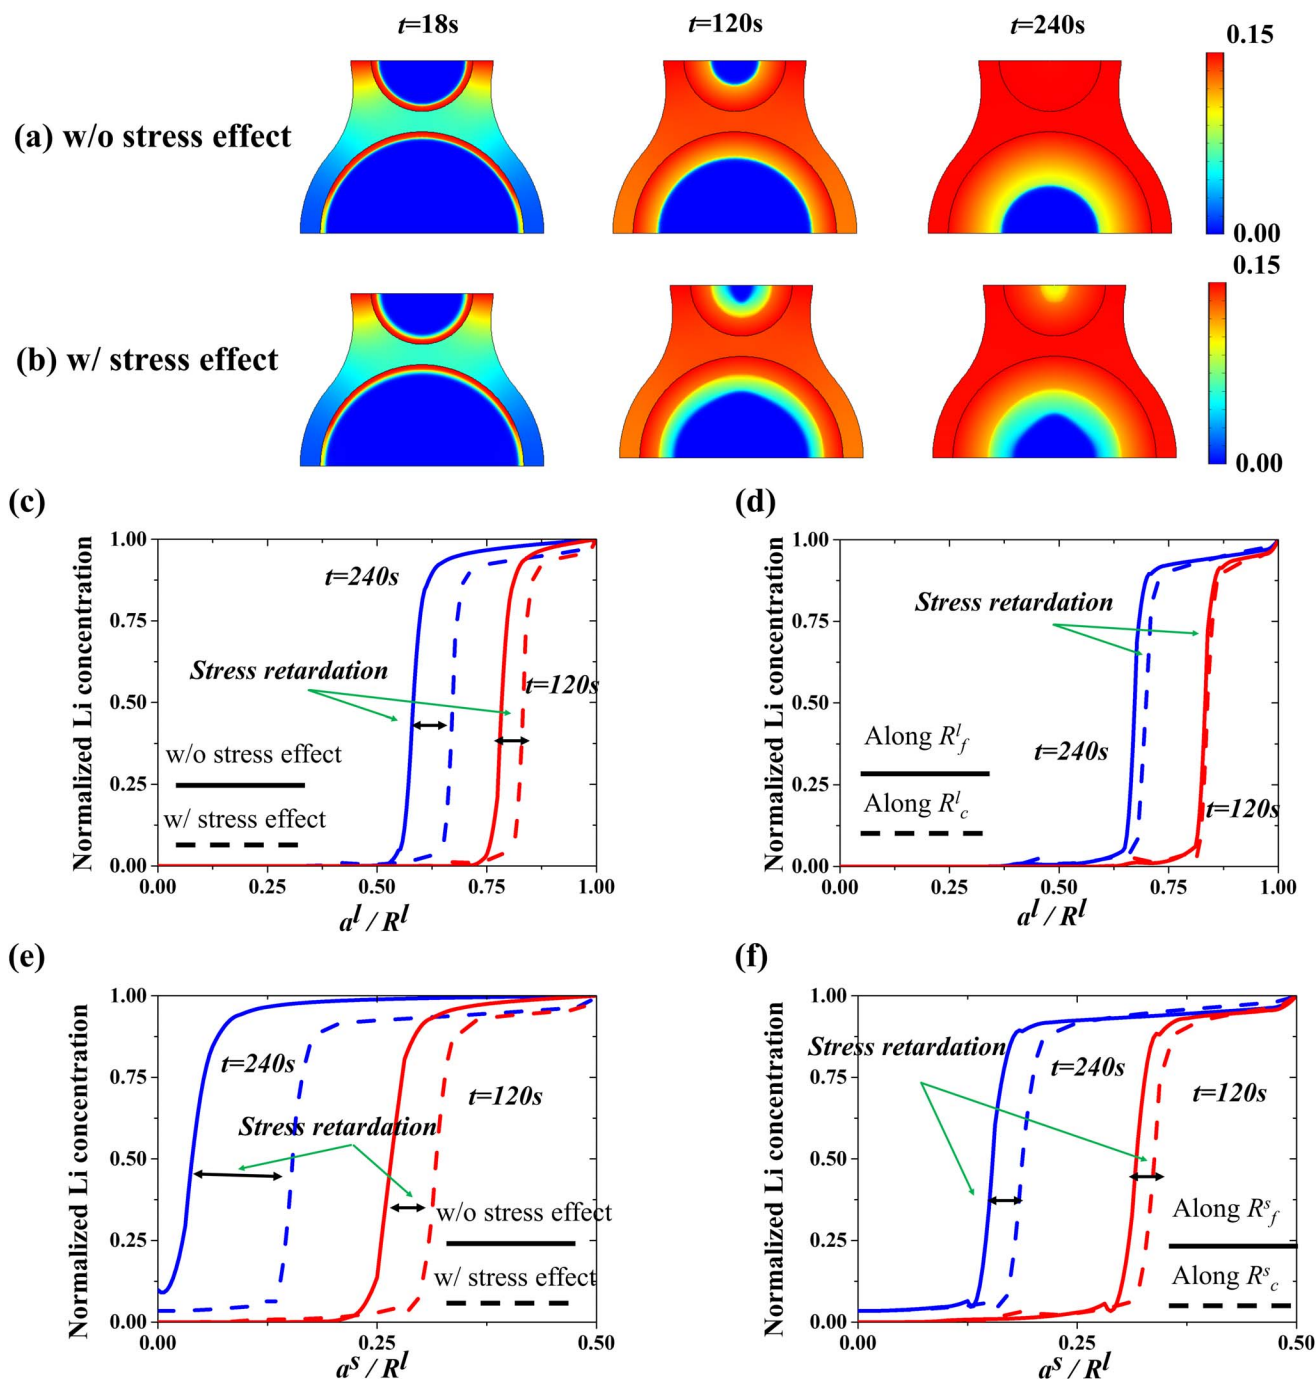 t=18s t=120s t=240s
0.15
(a) w/o stress effect
0.00
0.15
(b) w/ stress effect
0.00
(c)
Normalized Li concentration
1.00
0.75
0.50
0.25
0.00
t=240s
Stress retardation
t=120s
w/o stress effect
w/ stress effect
0.00 0.25 0.50 0.75 1.00
a^l / R^l
(d)
Normalized Li concentration
1.00
0.75
0.50
0.25
0.00
Stress retardation
Along R^l_f
t=240s
Along R^l_c
t=120s
0.00 0.25 0.50 0.75 1.00
a^l / R^l
(e)
Normalized Li concentration
1.00
0.75
0.50
0.25
0.00
t=240s
t=120s
Stress retardation
w/o stress effect
w/ stress effect
0.00 0.25 0.50
a^s / R^l
(f)
Normalized Li concentration
1.00
0.75
0.50
0.25
0.00
Stress retardation
t=240s
t=120s
Along R^s_f
Along R^s_c
0.00 0.25 0.50
a^s / R^l